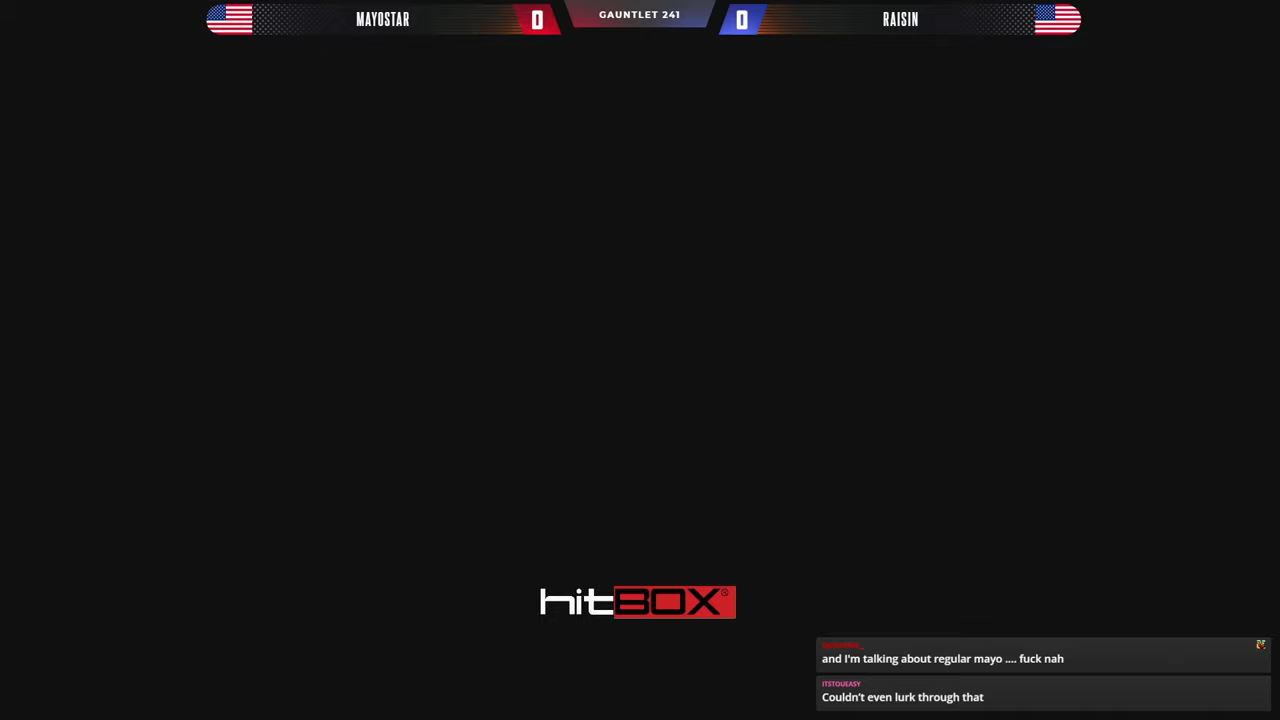 MAYOSTAR 0 GAUNTLET 241 0 RAISIN
hitBOX
and I'm talking about regular mayo .... fuck nah
ITSTOUEASY
Couldn't even lurk through that